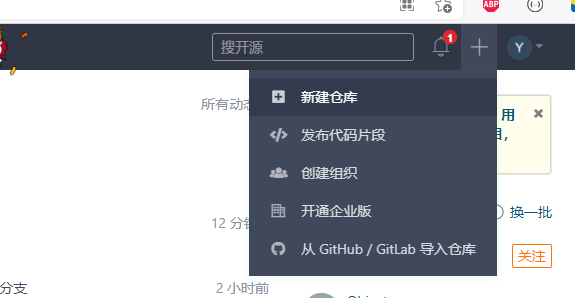 ABP
搜开源
1
Y
新建仓库
所有动态
用
发布代码片段
创建组织
开通企业版
换一批
12 分钟
从 GitHub / GitLab 导入仓库
关注
分支
2 小时前